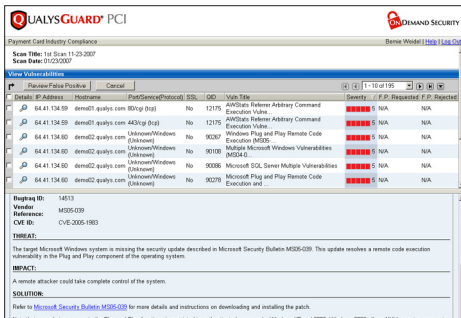 QUALYSGUARD® PCI
ON DEMAND SECURITY
Payment Card Industry Compliance
Bernie Weidel | Help | Log Out
Scan Title: 1st Scan 11-23-2007
Scan Date: 01/23/2007
View Vulnerabilities
Review False Positive Cancel 1 - 10 of 195
Details IP Address Hostname Port/Service(Protocol) SSL QID Vuln Title Severity F.P. Requested F.P. Rejected
64.41.134.59 demo01.qualys.com 80/cgi (tcp) No 12175 AWStats Referrer Arbitrary Command Execution Vulne... 5 N/A
64.41.134.59 demo01.qualys.com 443/cgi (tcp) No 12175 AWStats Referrer Arbitrary Command Execution Vulne... 5 N/A
64.41.134.60 demo02.qualys.com Unknown/Windows (Unknown) No 90267 Windows Plug and Play Remote Code Execution (MS05-... 5 N/A
64.41.134.60 demo02.qualys.com Unknown/Windows (Unknown) No 90108 Multiple Microsoft Windows Vulnerabilities (MS04-0... 5 N/A
64.41.134.60 demo02.qualys.com Unknown/Windows (Unknown) No 90086 Microsoft SQL Server Multiple Vulnerabilities 5 N/A
64.41.134.60 demo02.qualys.com Unknown/Windows (Unknown) No 90278 Microsoft Plug and Play Remote Code Execution and ... 5 N/A
Bugtraq ID: 14513
Vendor Reference: MS05-039
CVE ID: CVE-2005-1983
THREAT:
The target Microsoft Windows system is missing the security update described in Microsoft Security Bulletin MS05-039. This update resolves a remote code execution
vulnerability in the Plug and Play component of the operating system.
IMPACT:
A remote attacker could take complete control of the system.
SOLUTION:
Refer to Microsoft Security Bulletin MS05-039 for more details and instructions on downloading and installing the patch.